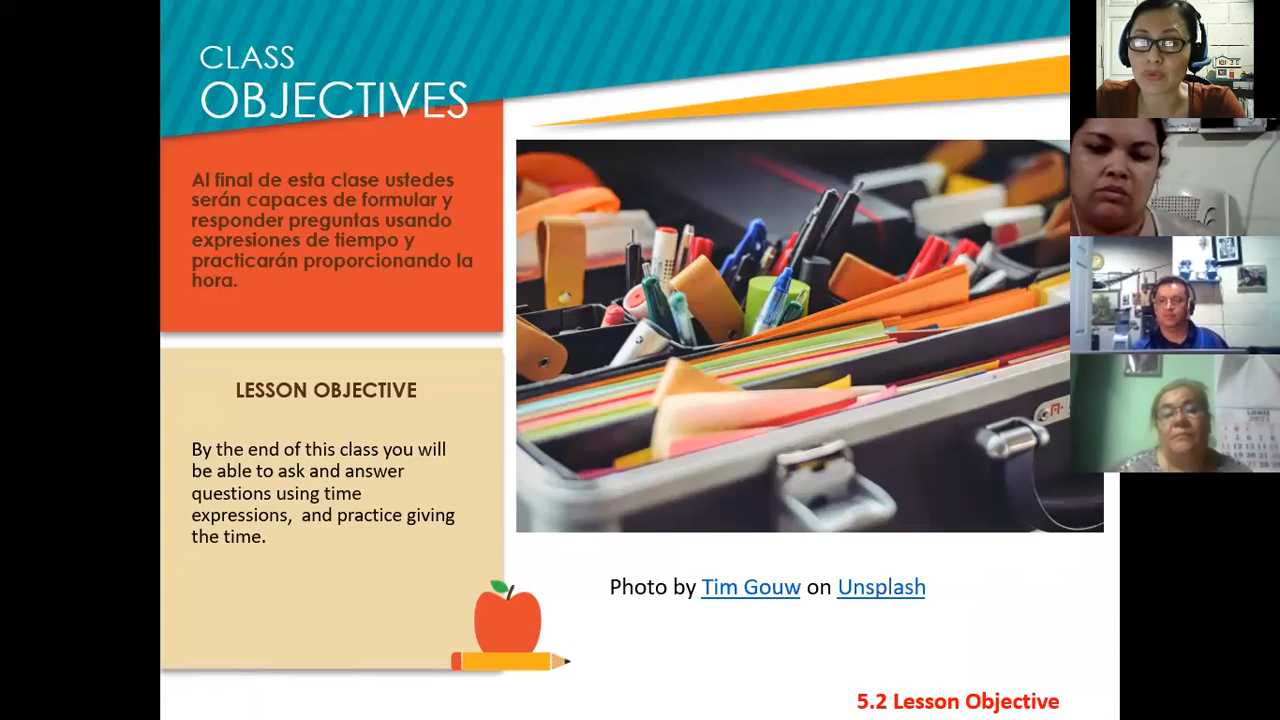 CLASS
OBJECTIVES
Al final de esta clase ustedes
serán capaces de formular y
responder preguntas usando
expresiones de tiempo y
practicarán proporcionando la
hora.
LESSON OBJECTIVE
By the end of this class you will
be able to ask and answer
questions using time
expressions,  and practice giving
the time.
Photo by Tim Gouw on Unsplash
5.2 Lesson Objective